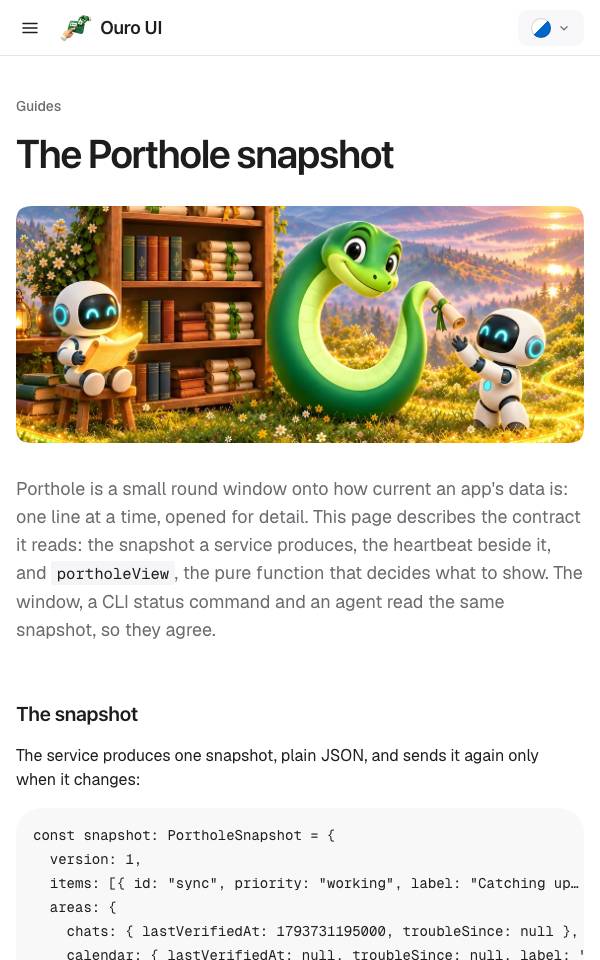 Ouro UI
Guides
The Porthole snapshot
Porthole is a small round window onto how current an app's data is:
one line at a time, opened for detail. This page describes the contract
it reads: the snapshot a service produces, the heartbeat beside it,
and portholeView, the pure function that decides what to show. The
window, a CLI status command and an agent read the same
snapshot, so they agree.
The snapshot
The service produces one snapshot, plain JSON, and sends it again only
when it changes:
const snapshot: PortholeSnapshot = {
version: 1,
items: [{ id: "sync", priority: "working", label: "Catching up…
areas: {
chats: { lastVerifiedAt: 1793731195000, troubleSince: null },
calendar: { lastVerifiedAt: null, troubleSince: null, label: '